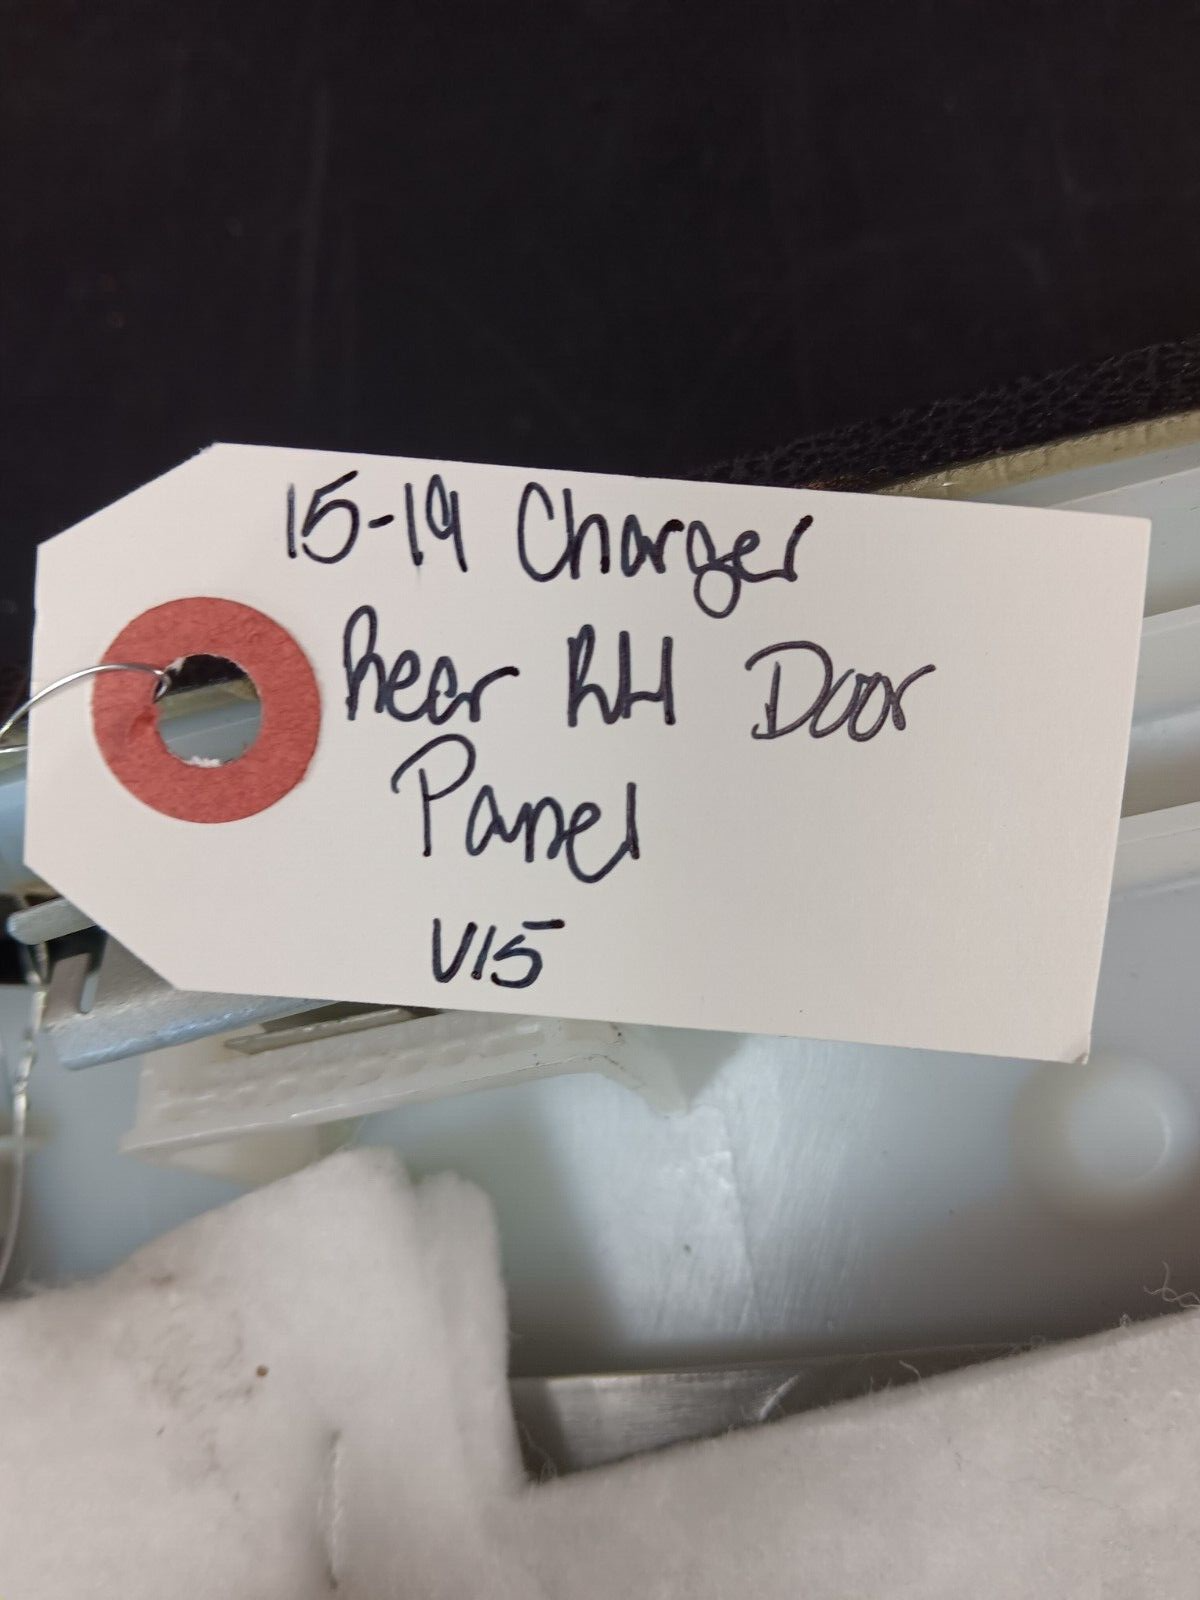 15-19 Charger
Rear RH Door
Panel
V15